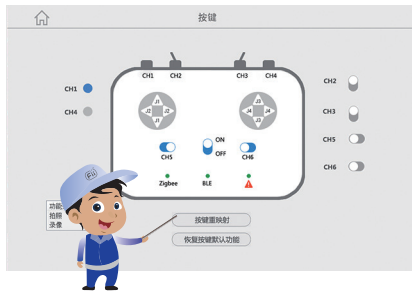 按键
CH1 CH2 CH3 CH4
CH2
CH1
J1 J3
J2 J2 J4 J4
CH3
CH4
J1 J3
ON
CH5
OFF
CH5 CH6
CH6
Zigbee BLE
功能
拍照
录像
按键重映射
恢复按键默认功能